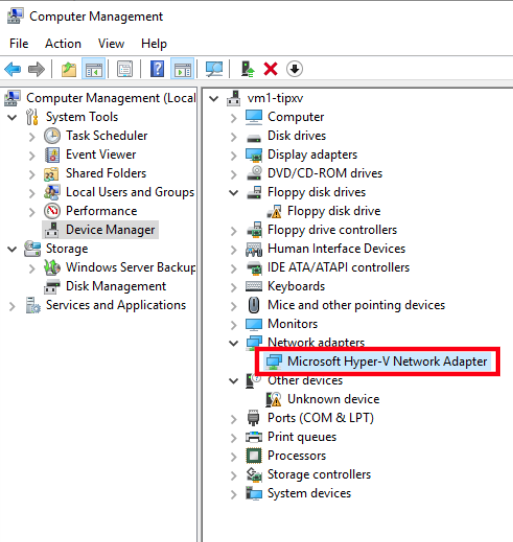 Computer Management
File Action View Help
Computer Management (Local
System Tools
Task Scheduler
Event Viewer
Shared Folders
Local Users and Groups
Performance
Device Manager
Storage
Windows Server Backup
Disk Management
Services and Applications
vm1-tipxv
Computer
Disk drives
Display adapters
DVD/CD-ROM drives
Floppy disk drives
Floppy disk drive
Floppy drive controllers
Human Interface Devices
IDE ATA/ATAPI controllers
Keyboards
Mice and other pointing devices
Monitors
Network adapters
Microsoft Hyper-V Network Adapter
Other devices
Unknown device
Ports (COM & LPT)
Print queues
Processors
Storage controllers
System devices